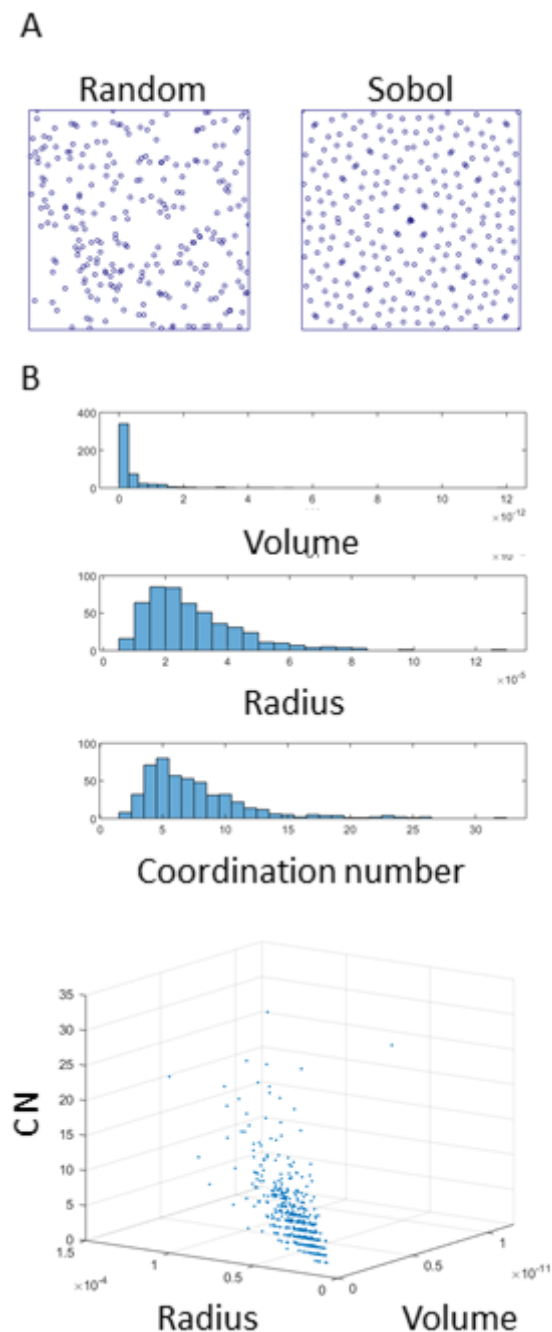 A
Random Sobol
B
400
200
0
0 2 4 6 8 10 12
×10⁻¹²
Volume
100
50
0
0 2 4 6 8 10 12
×10⁻⁵
Radius
100
50
0
0 5 10 15 20 25 30
Coordination number
35
30
25
20
15
10
5
0
CN
1.5 1 0.5 0
×10⁻⁴
0 0.5 1
×10⁻¹¹
Radius Volume